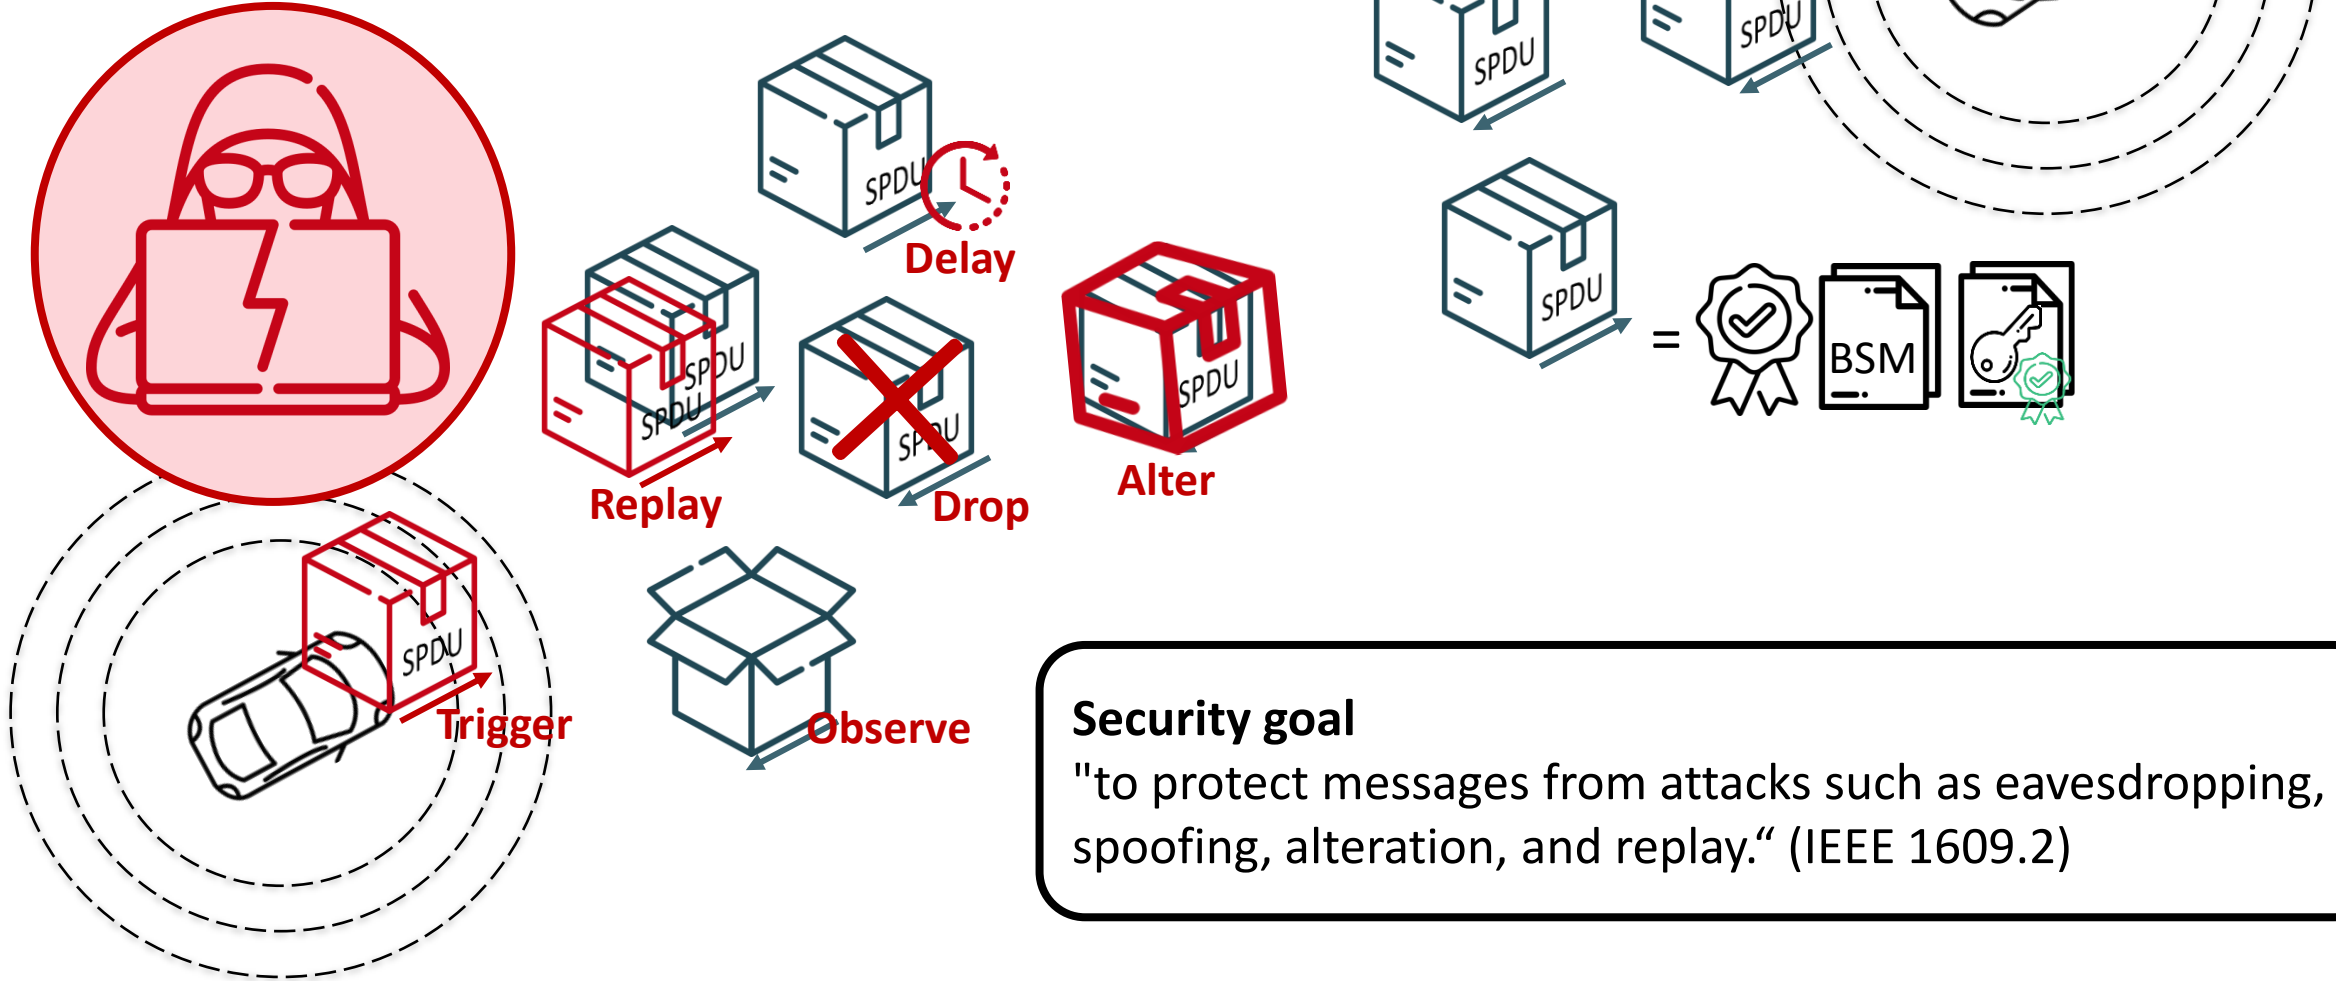 SPDU
SPDU
SPDU
Delay
SPDU
SPDU
Replay
SPDU
Drop
SPDU
Alter
SPDU
=
BSM
SPDU
Trigger
Observe
Security goal
"to protect messages from attacks such as eavesdropping,
spoofing, alteration, and replay.“ (IEEE 1609.2)